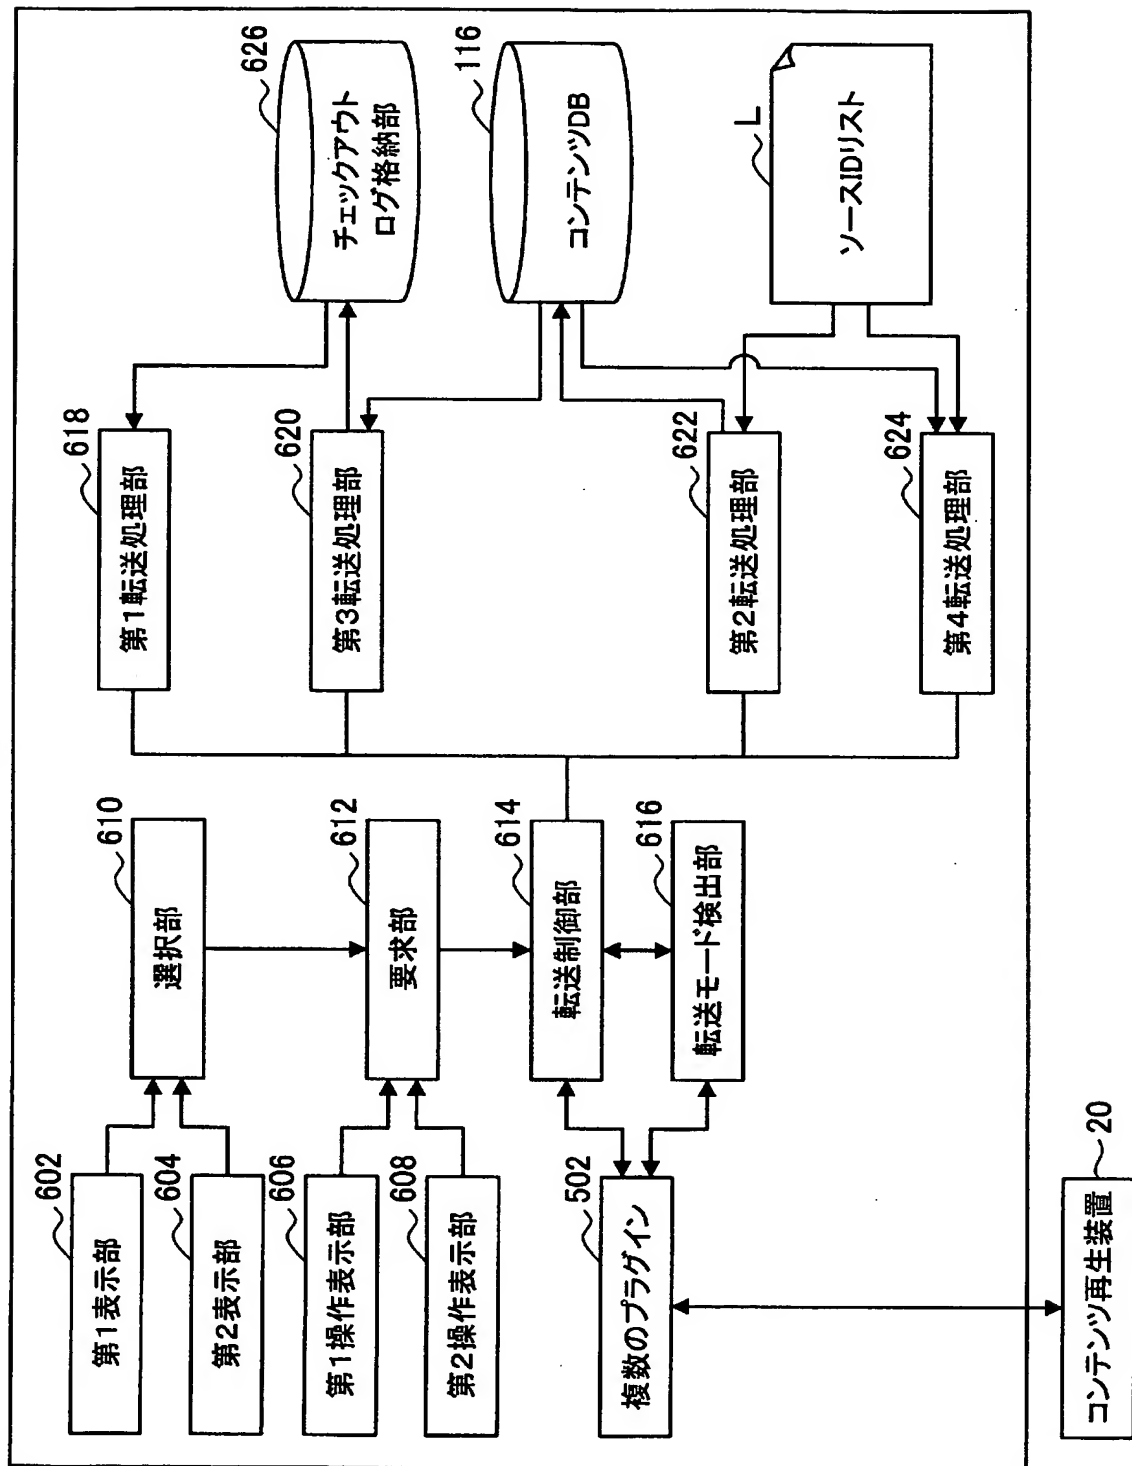 602
第1表示部
604
第2表示部
606
第1操作表示部
608
第2操作表示部
502
複数のプラグイン
20
コンテンツ再生装置
610
選択部
612
要求部
614
転送制御部
616
転送モード検出部
618
第1転送処理部
620
第3転送処理部
622
第2転送処理部
624
第4転送処理部
626
チェックアウト
ログ格納部
116
コンテンツDB
L
ソースIDリスト